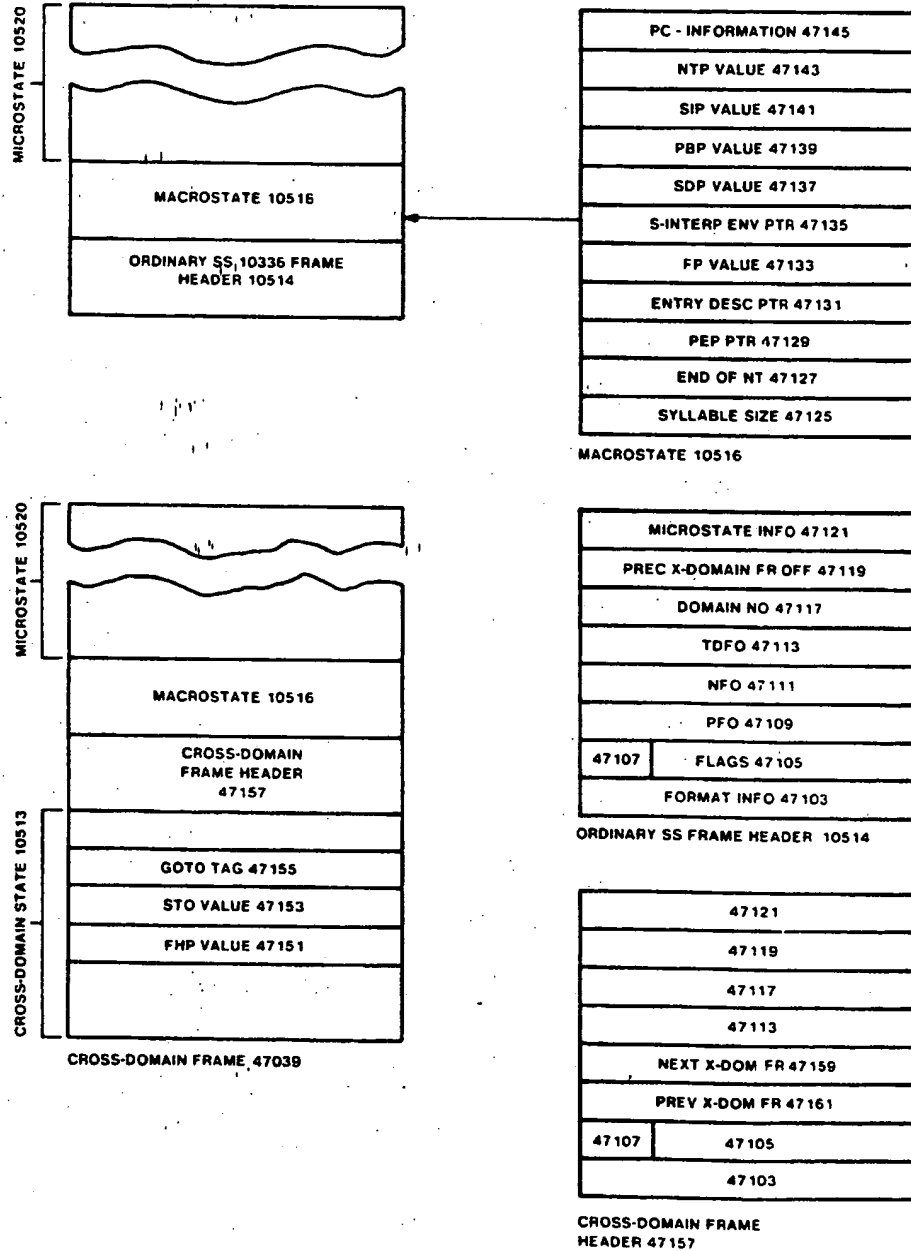 MICROSTATE 10520
MACROSTATE 10516
ORDINARY SS 10336 FRAME
HEADER 10514
PC - INFORMATION 47145
NTP VALUE 47143
SIP VALUE 47141
PBP VALUE 47139
SDP VALUE 47137
S-INTERP ENV PTR 47135
FP VALUE 47133
ENTRY DESC PTR 47131
PEP PTR 47129
END OF NT 47127
SYLLABLE SIZE 47125
MACROSTATE 10516
MICROSTATE 10520
MACROSTATE 10516
CROSS-DOMAIN
FRAME HEADER
47157
CROSS-DOMAIN STATE 10513
GOTO TAG 47155
STO VALUE 47153
FHP VALUE 47151
CROSS-DOMAIN FRAME 47039
MICROSTATE INFO 47121
PREC X-DOMAIN FR OFF 47119
DOMAIN NO 47117
TDFO 47113
NFO 47111
PFO 47109
47107 FLAGS 47105
FORMAT INFO 47103
ORDINARY SS FRAME HEADER 10514
47121
47119
47117
47113
NEXT X-DOM FR 47159
PREV X-DOM FR 47161
47107 47105
47103
CROSS-DOMAIN FRAME
HEADER 47157